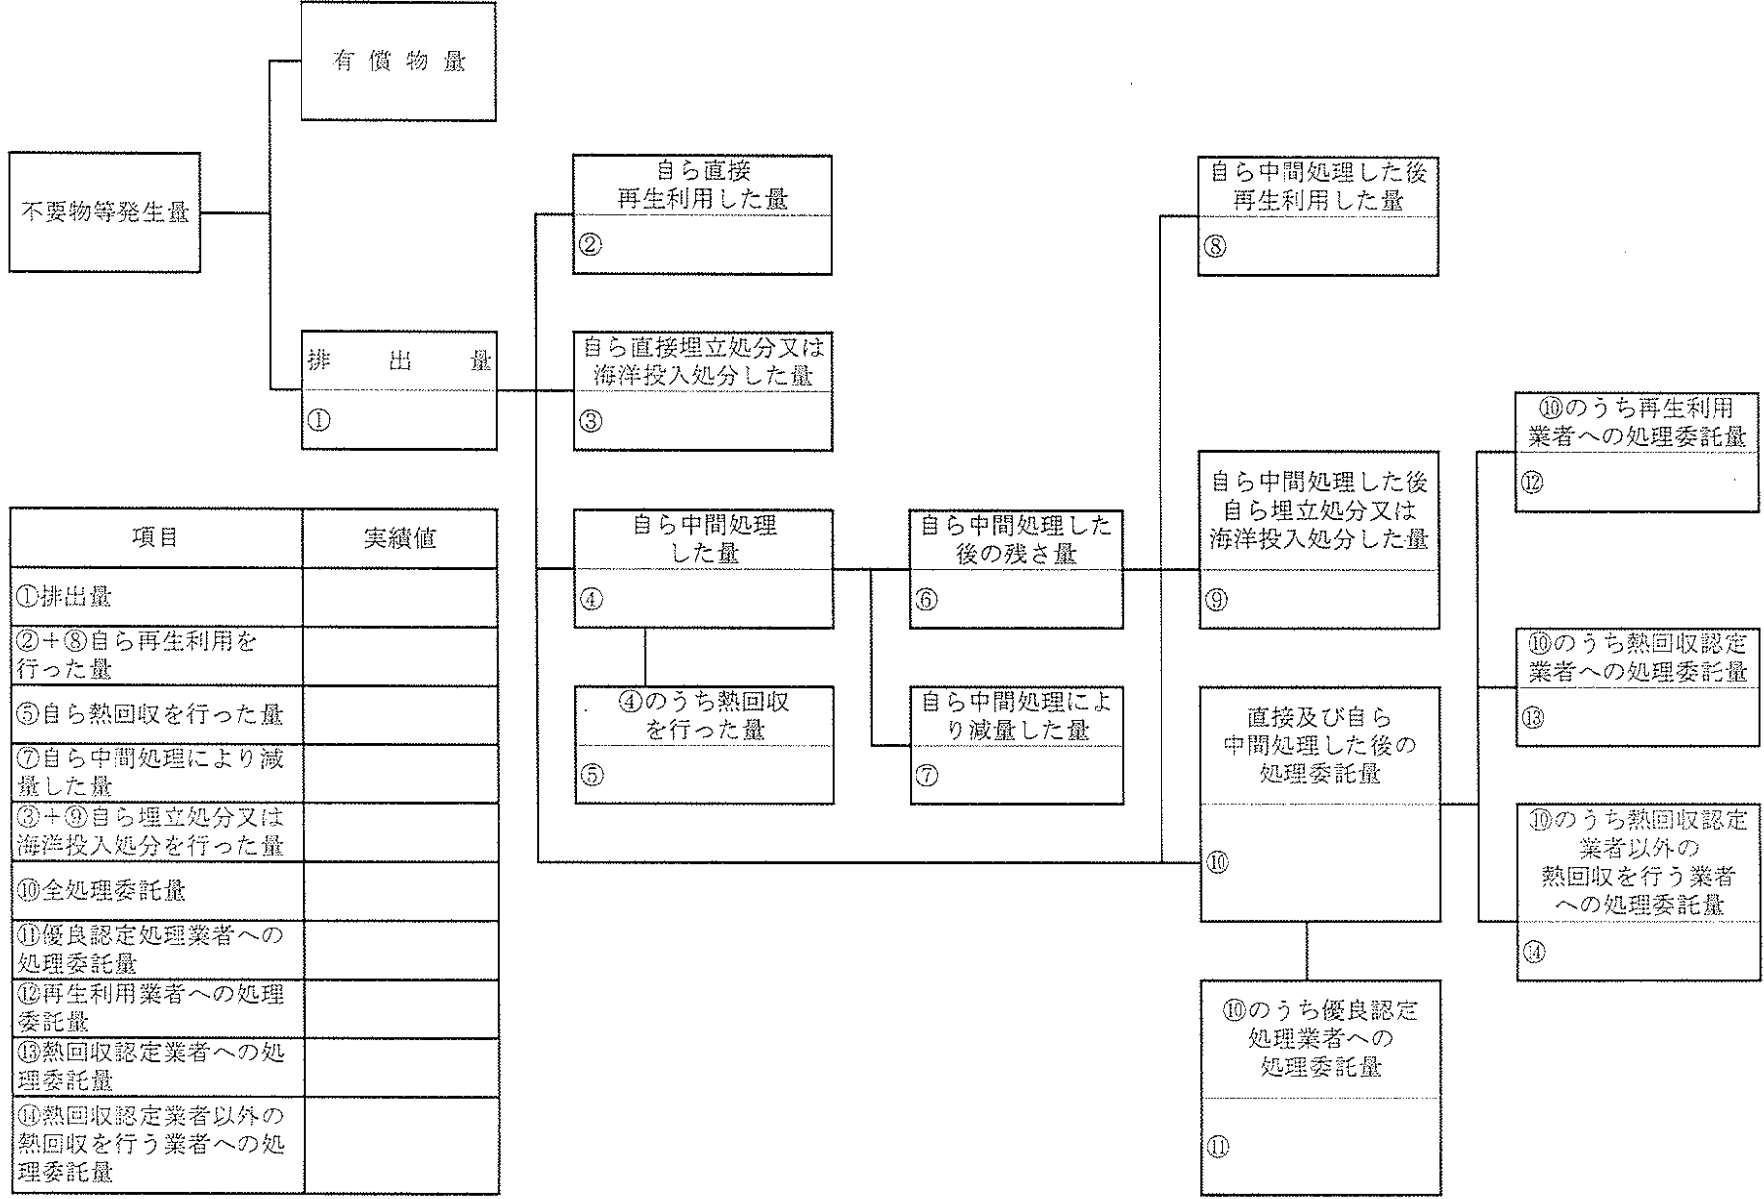 有償物量
不要物等発生量
排出量
①
自ら直接
再生利用した量
②
自ら直接埋立処分又は
海洋投入処分した量
③
自ら中間処理
した量
④
④のうち熱回収
を行った量
⑤
自ら中間処理した
後の残さ量
⑥
自ら中間処理によ
り減量した量
⑦
自ら中間処理した後
再生利用した量
⑧
自ら中間処理した後
自ら埋立処分又は
海洋投入処分した量
⑨
直接及び自ら
中間処理した後の
処理委託量
⑩
⑩のうち優良認定
処理業者への
処理委託量
⑪
⑩のうち再生利用
業者への処理委託量
⑫
⑩のうち熱回収認定
業者への処理委託量
⑬
⑩のうち熱回収認定
業者以外の
熱回収を行う業者
への処理委託量
⑭
項目 実績値
①排出量
②+⑧自ら再生利用を
行った量
⑤自ら熱回収を行った量
⑦自ら中間処理により減
量した量
③+⑨自ら埋立処分又は
海洋投入処分を行った量
⑩全処理委託量
⑪優良認定処理業者への
処理委託量
⑫再生利用業者への処理
委託量
⑬熱回収認定業者への処
理委託量
⑭熱回収認定業者以外の
熱回収を行う業者への処
理委託量